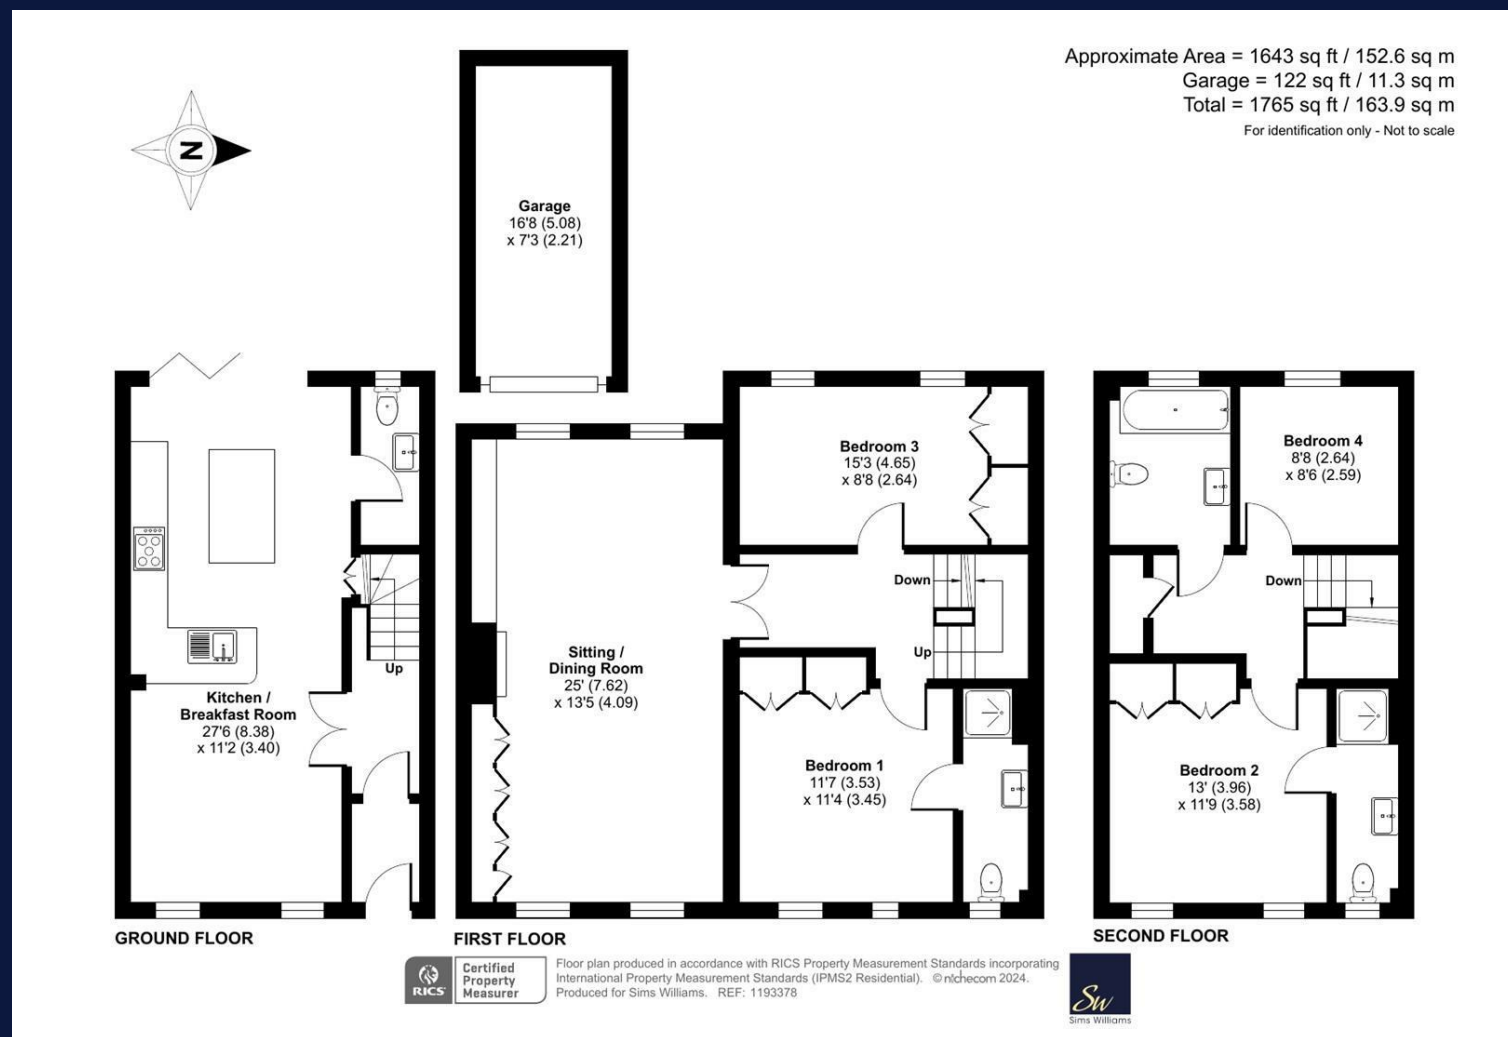 Approximate Area = 1643 sq ft / 152.6 sq m
Garage = 122 sq ft / 11.3 sq m
Total = 1765 sq ft / 163.9 sq m
For identification only - Not to scale
N
Garage
16'8 (5.08)
x 7'3 (2.21)
Kitchen /
Breakfast Room
27'6 (8.38)
x 11'2 (3.40)
Up
GROUND FLOOR
Sitting /
Dining Room
25' (7.62)
x 13'5 (4.09)
Bedroom 3
15'3 (4.65)
x 8'8 (2.64)
Down
Up
Bedroom 1
11'7 (3.53)
x 11'4 (3.45)
FIRST FLOOR
Bedroom 4
8'8 (2.64)
x 8'6 (2.59)
Down
Bedroom 2
13' (3.96)
x 11'9 (3.58)
SECOND FLOOR
RICS
Certified
Property
Measurer
Floor plan produced in accordance with RICS Property Measurement Standards incorporating
International Property Measurement Standards (IPMS2 Residential). © nichecom 2024.
Produced for Sims Williams. REF: 1193378
Sw
Sims Williams